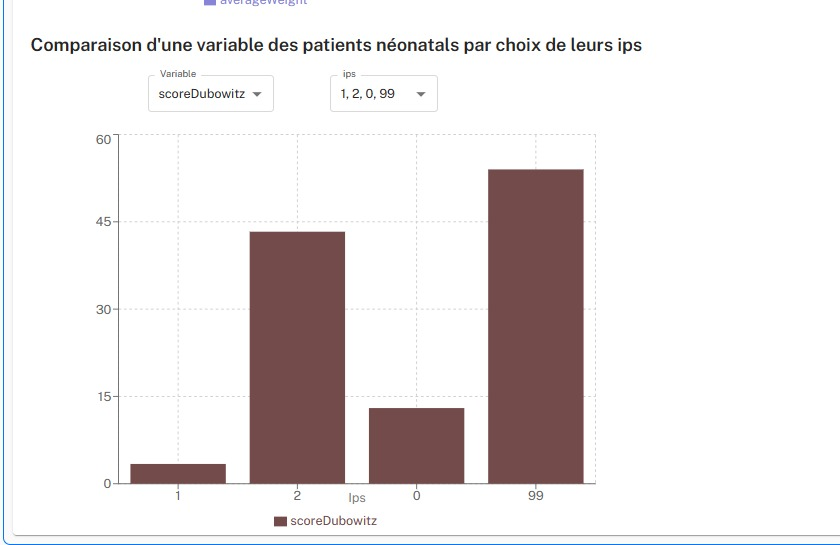 averageWeight
Comparaison d'une variable des patients néonatals par choix de leurs ips
Variable
scoreDubowitz
ips
1, 2, 0, 99
60
45
30
15
0
1 2 0 99
Ips
scoreDubowitz